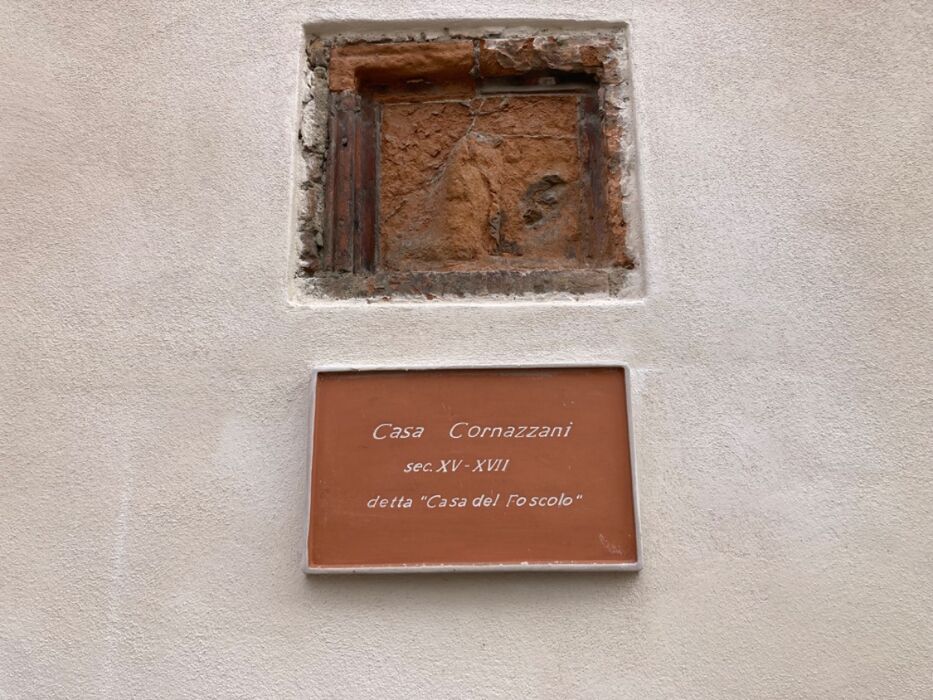 Casa Cornazzani
sec. XV - XVII
detta "Casa del Foscolo"